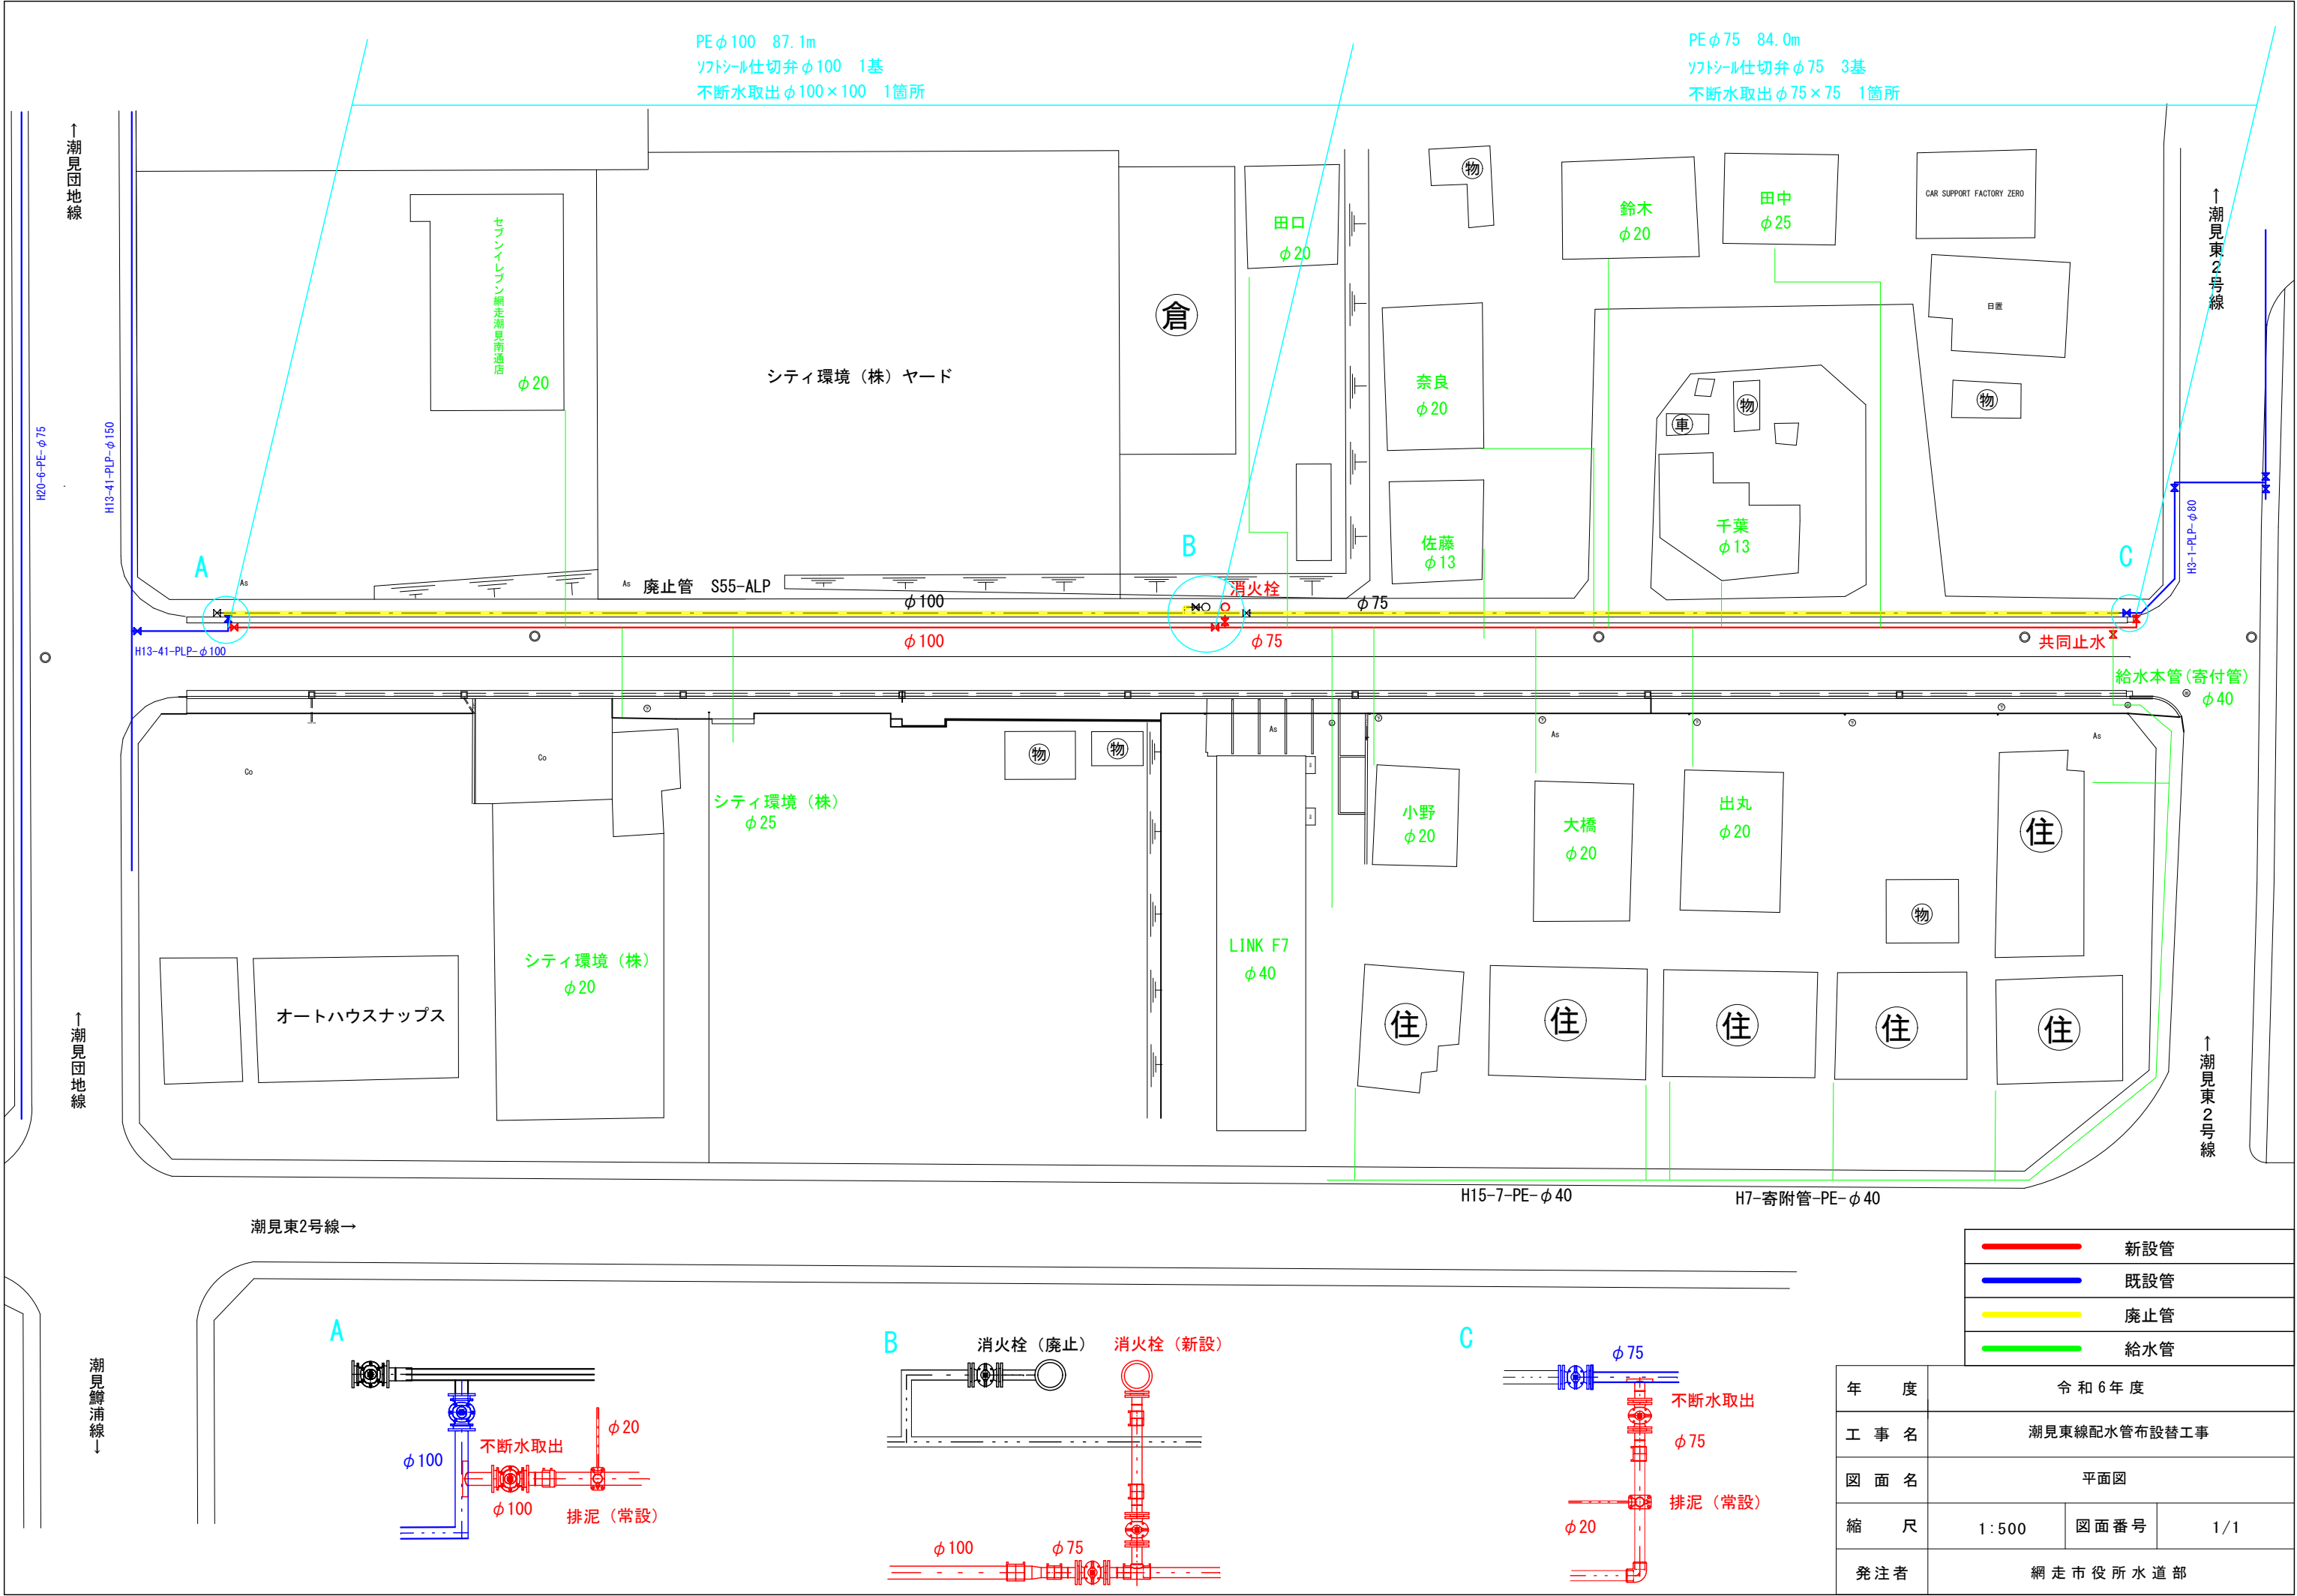 PEφ100 87.1m
ソフトシール仕切弁φ100 1基
不断水取出φ100×100 1箇所
PEφ75 84.0m
ソフトシール仕切弁φ75 3基
不断水取出φ75×75 1箇所
↑潮見団地線
H20-6-PE-φ75
H13-41-PLP-φ150
セブンイレブン網走潮見南通店
φ20
シティ環境（株）ヤード
倉
田口
φ20
物
鈴木
φ20
田中
φ25
CAR SUPPORT FACTORY ZERO
日置
物
↑潮見東2号線
奈良
φ20
車
物
佐藤
φ13
千葉
φ13
H3-1-PLP-φ80
A
B
C
As
As
廃止管 S55-ALP
φ100
消火栓
φ75
φ100
φ75
共同止水
H13-41-PLP-φ100
給水本管(寄付管)
φ40
Co
Co
物
物
As
As
As
シティ環境（株）
φ25
小野
φ20
大橋
φ20
出丸
φ20
住
物
シティ環境（株）
φ20
LINK F7
φ40
オートハウスナップス
住
住
住
住
住
↑潮見団地線
↑潮見東2号線
H15-7-PE-φ40
H7-寄附管-PE-φ40
潮見東2号線→
潮見鱒浦線↓
A
φ100
不断水取出
φ20
φ100
排泥（常設）
B
消火栓（廃止）
消火栓（新設）
φ100
φ75
C
φ75
不断水取出
φ75
排泥（常設）
φ20
新設管
既設管
廃止管
給水管
年度 令和6年度
工事名 潮見東線配水管布設替工事
図面名 平面図
縮尺 1:500 図面番号 1/1
発注者 網走市役所水道部